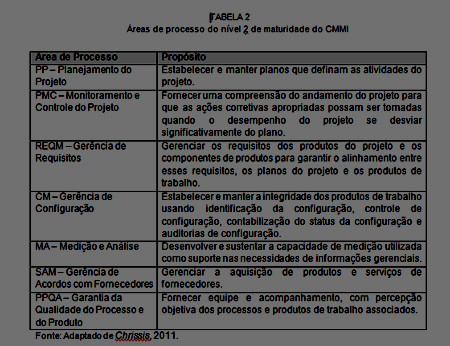 TABELA 2
Áreas de processo do nível 2 de maturidade do CMMI
Área de Processo Propósito
PP – Planejamento do Estabelecer e manter planos que definam as atividades do
Projeto projeto.
PMC – Monitoramento e Fornecer uma compreensão do andamento do projeto para
Controle do Projeto que as ações corretivas apropriadas possam ser tomadas
quando o desempenho do projeto se desviar
significativamente do plano.
REQM – Gerência de Gerenciar os requisitos dos produtos do projeto e os
Requisitos componentes de produtos para garantir o alinhamento entre
esses requisitos, os planos do projeto e os produtos de
trabalho.
CM – Gerência de Estabelecer e manter a integridade dos produtos de trabalho
Configuração usando identificação da configuração, controle de
configuração, contabilização do status da configuração e
auditorias de configuração.
MA – Medição e Análise Desenvolver e sustentar a capacidade de medição utilizada
como suporte nas necessidades de informações gerenciais.
SAM – Gerência de Gerenciar a aquisição de produtos e serviços de
Acordos com Fornecedores fornecedores.
PPQA – Garantia da Fornecer equipe e acompanhamento, com percepção
Qualidade do Processo e objetiva dos processos e produtos de trabalho associados.
do Produto
Fonte: Adaptado de Chrissis, 2011.